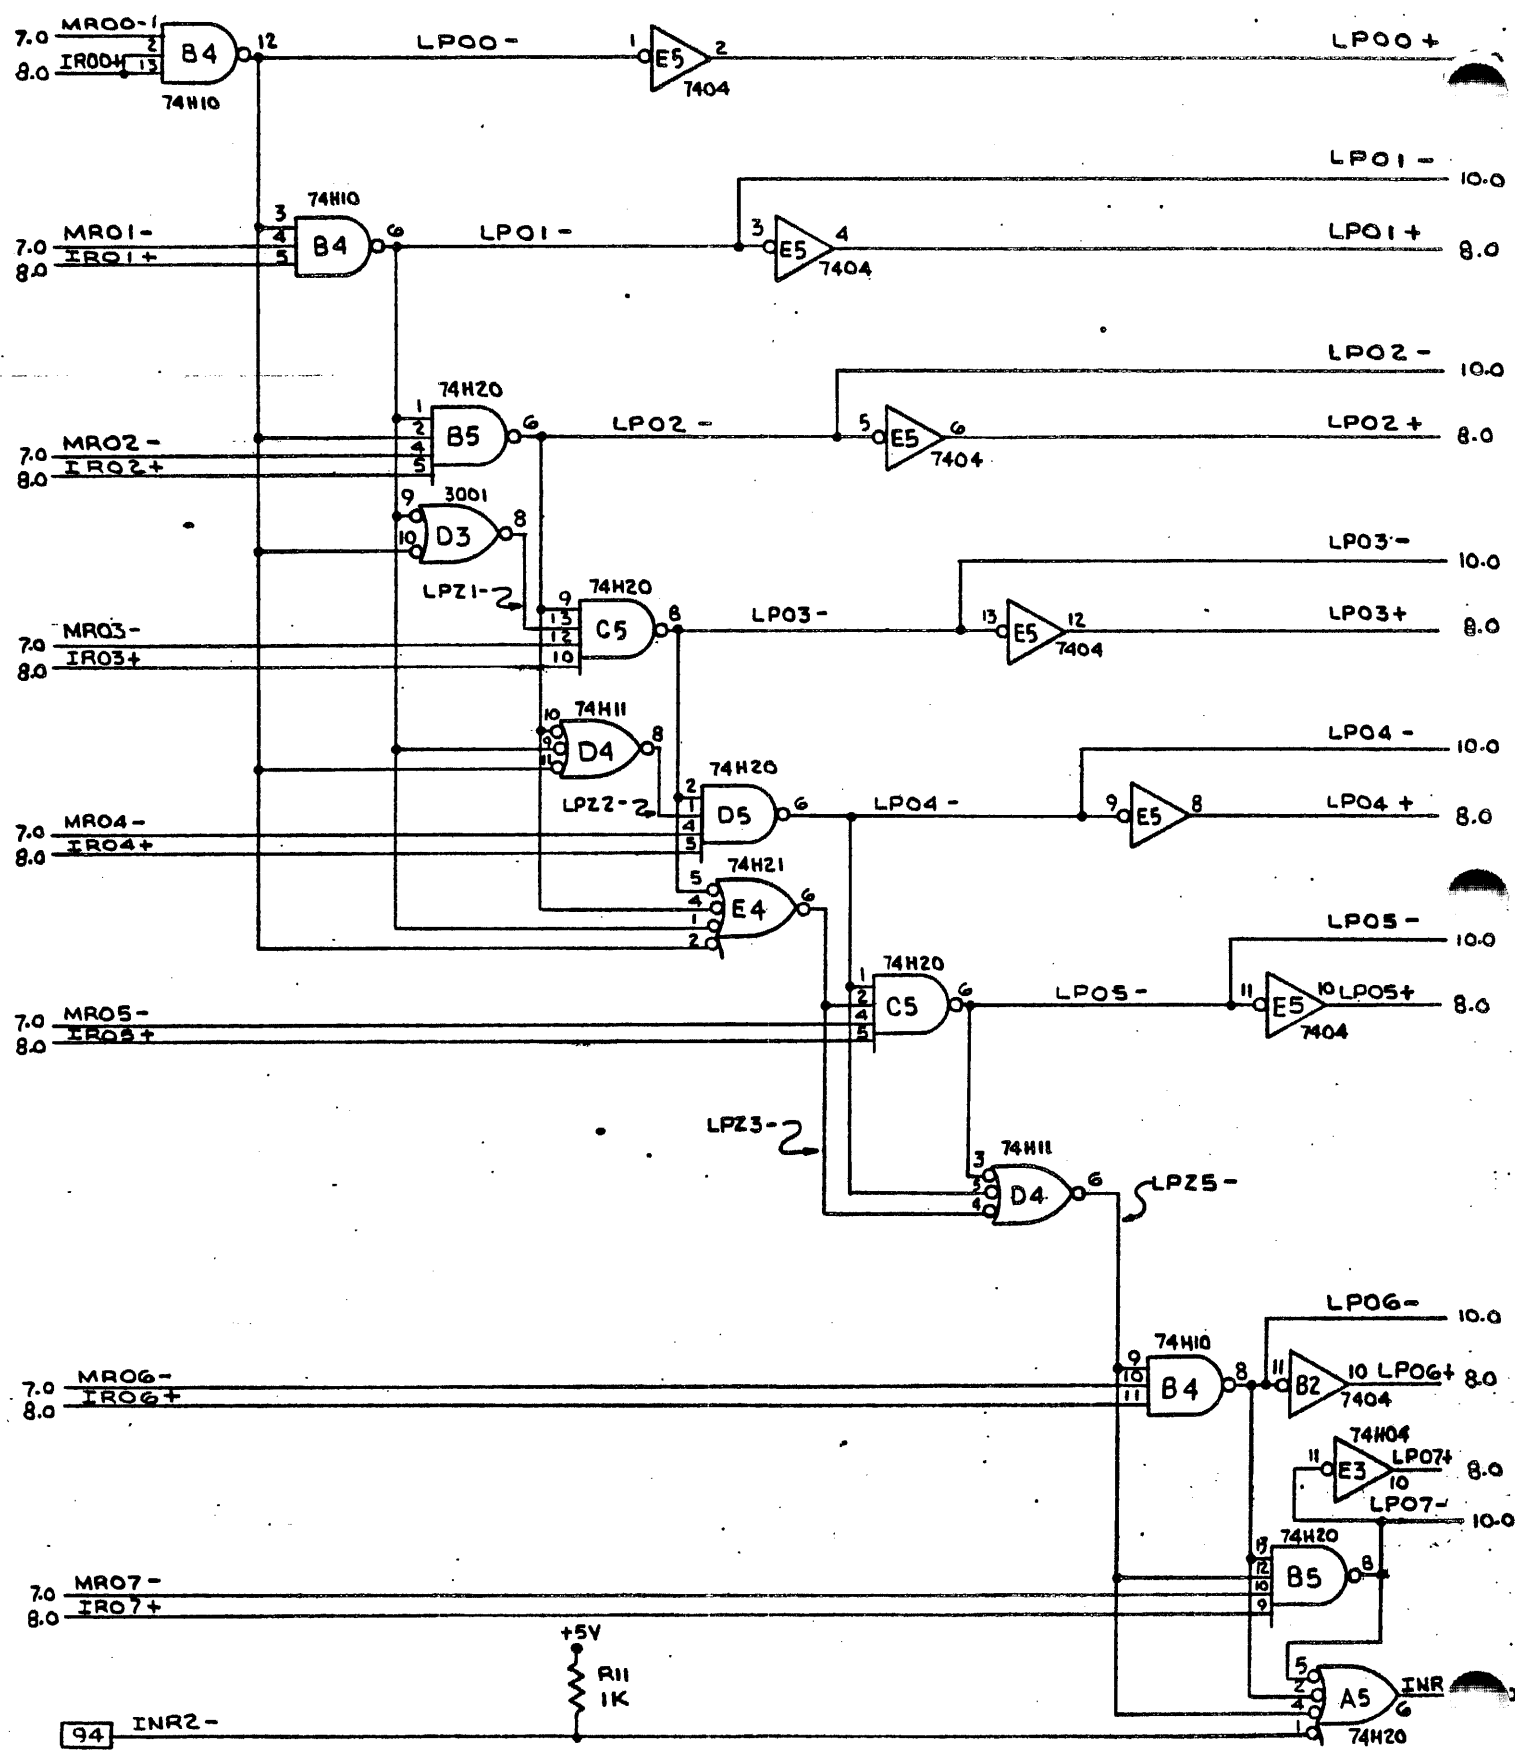 MR00- 1
7.0
2
IR00+
13
8.0
B4
12
74H10
LP00-
1
E5
2
7404
LP00+
LP01-
10.0
74H10
3
4
5
7.0
MR01-
8.0
IR01+
B4
6
LP01-
3
E5
4
7404
LP01+
8.0
LP02-
10.0
74H20
1
2
4
5
7.0
MR02-
8.0
IR02+
B5
6
LP02-
5
E5
6
7404
LP02+
8.0
9
3001
10
D3
8
LPZ1-
LP03-
10.0
74H20
9
13
12
10
7.0
MR03-
8.0
IR03+
C5
8
LP03-
13
E5
12
7404
LP03+
8.0
10
9
11
74H11
D4
8
LPZ2-
LP04-
10.0
74H20
2
1
4
5
7.0
MR04-
8.0
IR04+
D5
6
LP04-
9
E5
8
7404
LP04+
8.0
74H21
5
4
1
2
E4
6
LP05-
10.0
74H20
1
2
4
5
7.0
MR05-
8.0
IR05+
C5
6
LP05-
11
E5
10
LP05+
7404
8.0
LPZ3-
74H11
3
5
4
D4
6
LPZ5-
LP06-
10.0
74H10
9
10
11
7.0
MR06-
8.0
IR06+
B4
8
11
B2
10 LP06+
7404
8.0
74H04
11
E3
LP07+
10
8.0
LP07-
10.0
74H20
13
12
10
9
7.0
MR07-
8.0
IR07+
B5
8
+5V
R11
1K
94
INR2-
5
2
4
1
A5
INR
6
74H20